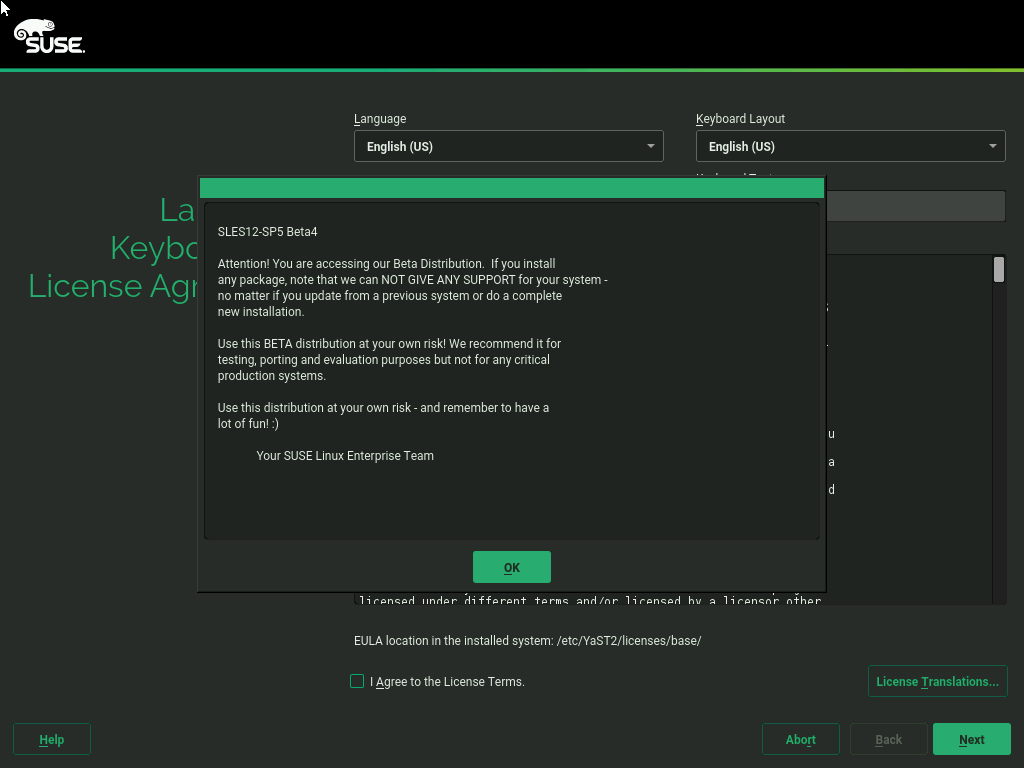 SUSE
Language
Keyboard Layout
English (US)
English (US)
La
Keybo
License Agr
SLES12-SP5 Beta4
Attention! You are accessing our Beta Distribution.  If you install
any package, note that we can NOT GIVE ANY SUPPORT for your system -
no matter if you update from a previous system or do a complete
new installation.
Use this BETA distribution at your own risk! We recommend it for
testing, porting and evaluation purposes but not for any critical
production systems.
Use this distribution at your own risk - and remember to have a
lot of fun! :)
Your SUSE Linux Enterprise Team
u
a
d
OK
licensed under different terms and/or licensed by a licensor other
EULA location in the installed system: /etc/YaST2/licenses/base/
I Agree to the License Terms.
License Translations...
Help
Abort
Back
Next